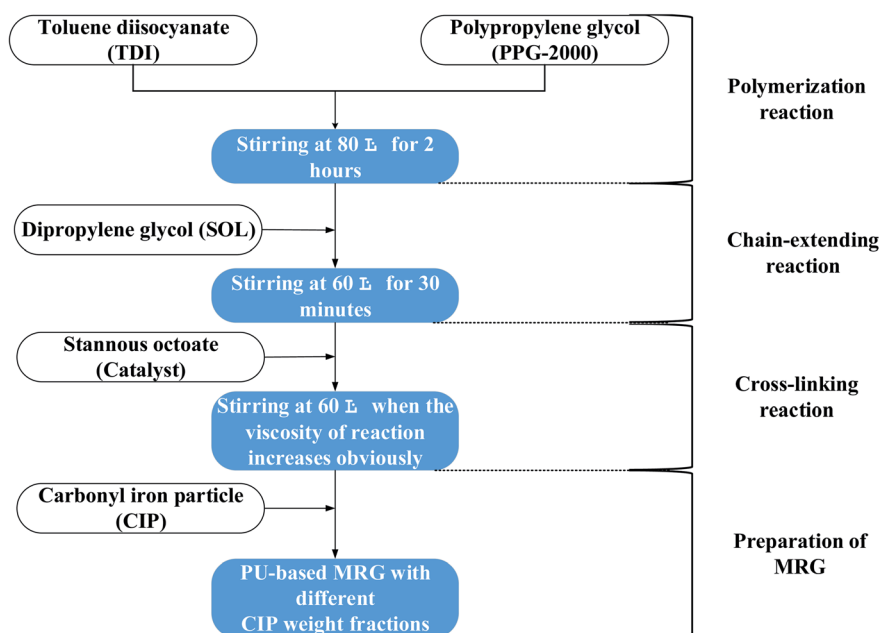 Toluene diisocyanate
(TDI)
Polypropylene glycol
(PPG-2000)
Polymerization
reaction
Stirring at 80 Ł for 2
hours
Dipropylene glycol (SOL)
Chain-extending
reaction
Stirring at 60 Ł for 30
minutes
Stannous octoate
(Catalyst)
Cross-linking
reaction
Stirring at 60 Ł when the
viscosity of reaction
increases obviously
Carbonyl iron particle
(CIP)
Preparation of
MRG
PU-based MRG with
different
CIP weight fractions